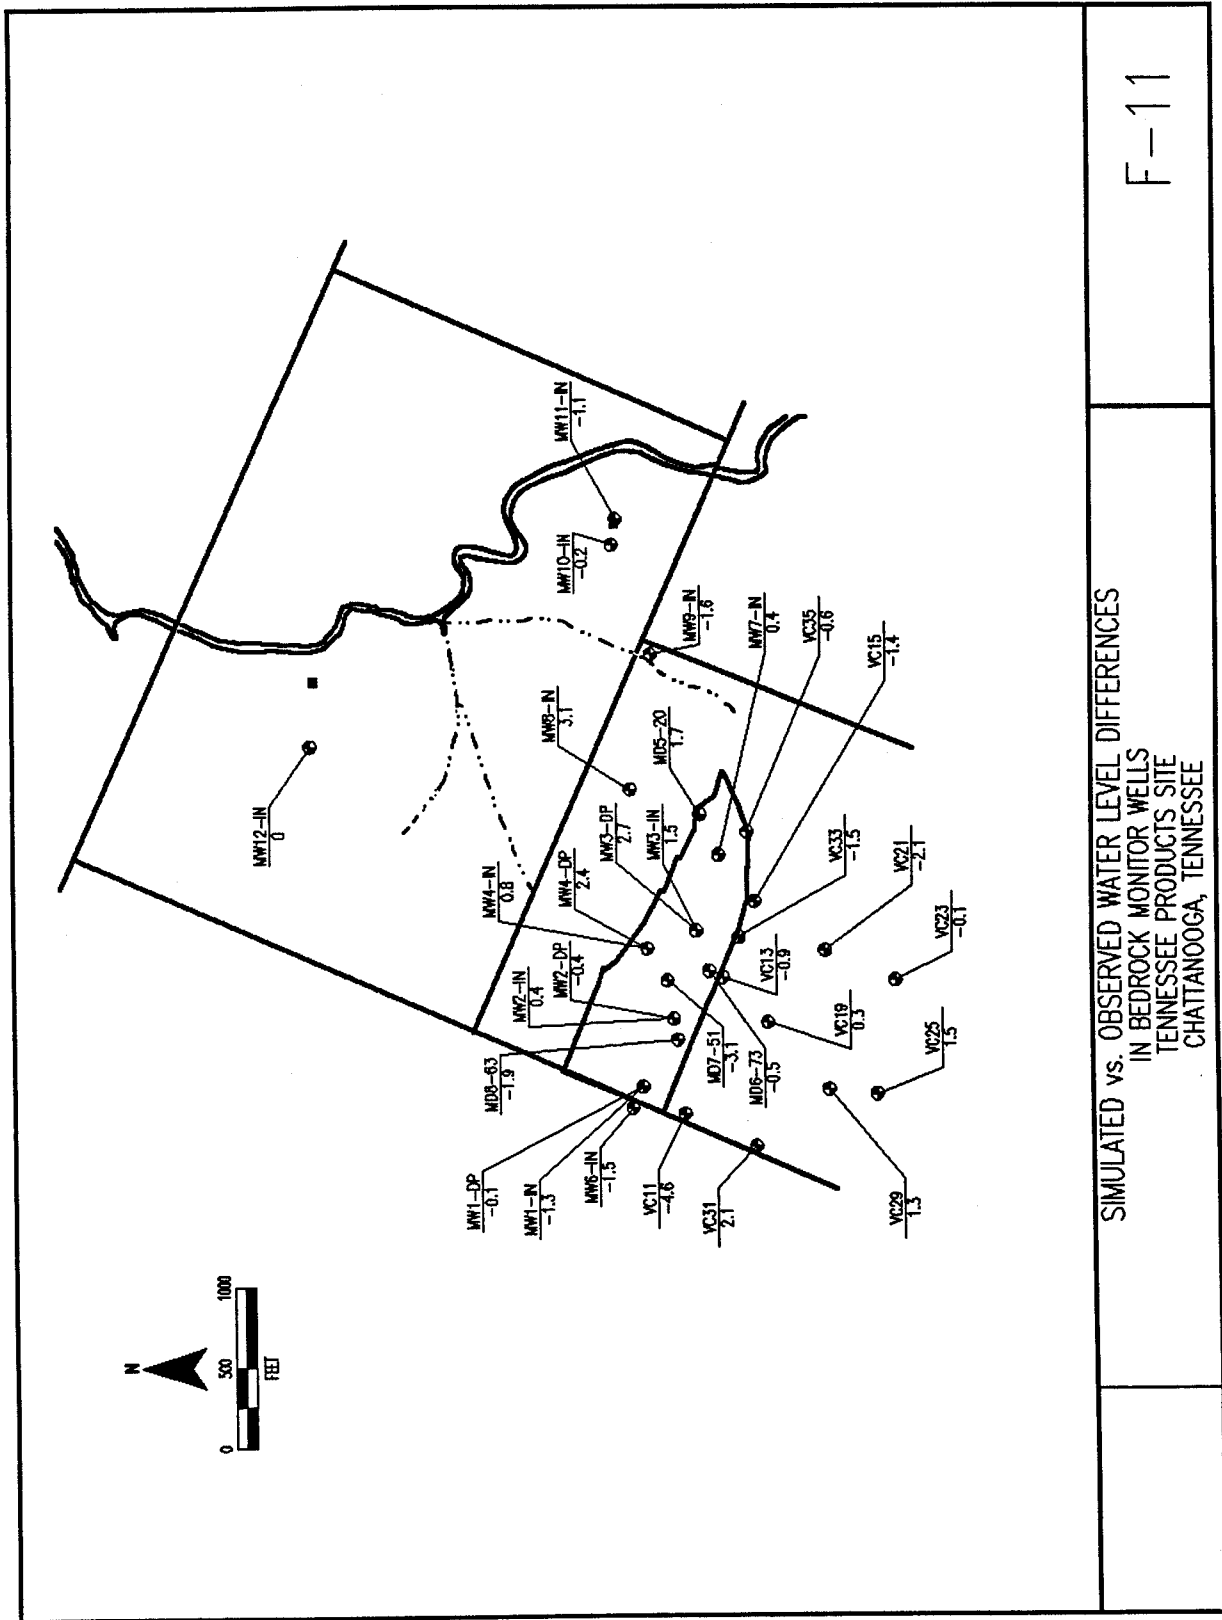 N
0 500 1000
FEET
MW12-IN
0
MW11-IN
-1.1
MW10-IN
-0.2
MW9-IN
-1.6
MW7-IN
0.4
VC35
-0.6
VC15
-1.4
MW8-IN
3.1
MD5-20
1.7
MW3-DP
2.7
MW3-IN
1.5
MW4-IN
0.8
MW4-DP
2.4
MW2-IN
0.4
MW2-DP
-0.4
MD8-63
-1.9
MW1-DP
-0.1
MW1-IN
-1.3
MW6-IN
-1.5
VC11
-4.6
VC31
2.1
MD7-51
-3.1
MD6-73
-0.5
VC13
-0.9
VC33
-1.5
VC19
0.3
VC21
-2.1
VC23
-0.1
VC25
1.5
VC29
1.3
SIMULATED vs. OBSERVED WATER LEVEL DIFFERENCES
IN BEDROCK MONITOR WELLS
TENNESSEE PRODUCTS SITE
CHATTANOOGA, TENNESSEE
F-11